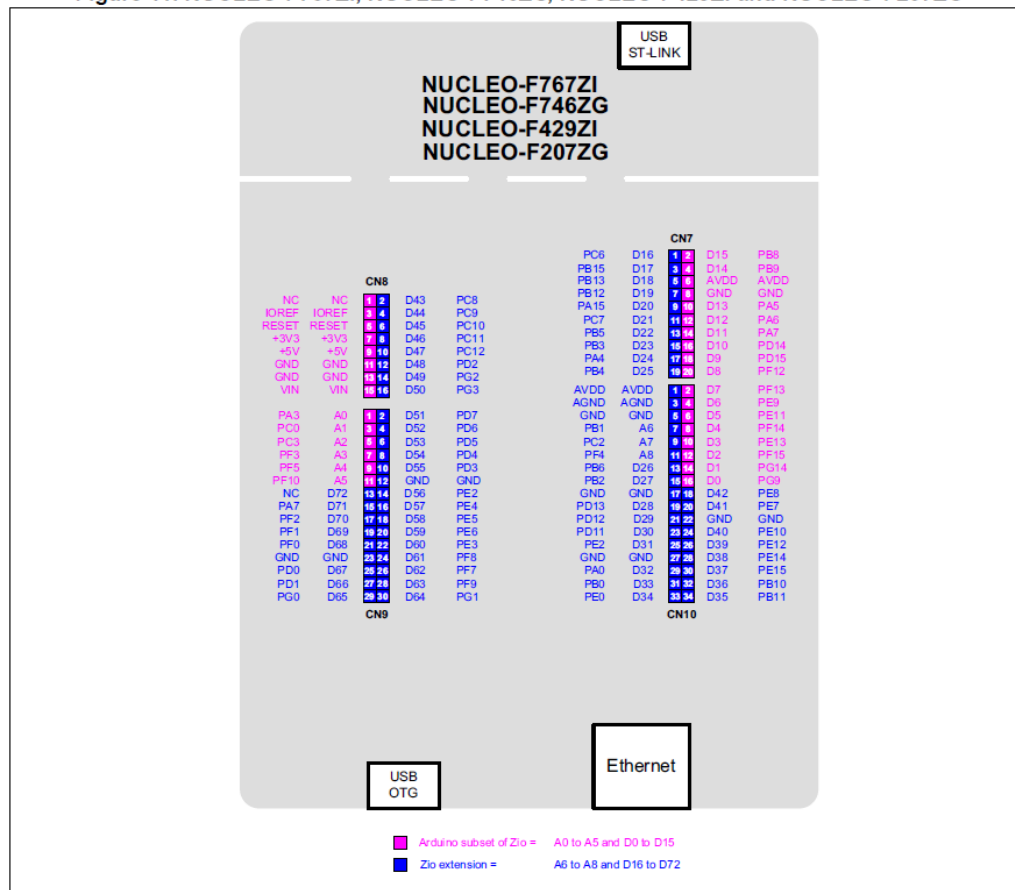 NUCLEO-F767ZI, NUCLEO-F746ZG, NUCLEO-F429ZI and NUCLEO-F207ZG
USB
ST-LINK
NUCLEO-F767ZI
NUCLEO-F746ZG
NUCLEO-F429ZI
NUCLEO-F207ZG
CN8
NC NC 1 2 D43 PC8
IOREF IOREF 3 4 D44 PC9
RESET RESET 5 6 D45 PC10
+3V3 +3V3 7 8 D46 PC11
+5V +5V 9 10 D47 PC12
GND GND 11 12 D48 PD2
GND GND 13 14 D49 PG2
VIN VIN 15 16 D50 PG3
PA3 A0 1 2 D51 PD7
PC0 A1 3 4 D52 PD6
PC3 A2 5 6 D53 PD5
PF3 A3 7 8 D54 PD4
PF5 A4 9 10 D55 PD3
PF10 A5 11 12 GND GND
NC D72 13 14 D56 PE2
PA7 D71 15 16 D57 PE4
PF2 D70 17 18 D58 PE5
PF1 D69 19 20 D59 PE6
PF0 D68 21 22 D60 PE3
GND GND 23 24 D61 PF8
PD0 D67 25 26 D62 PF7
PD1 D66 27 28 D63 PF9
PG0 D65 29 30 D64 PG1
CN9
CN7
PC6 D16 1 2 D15 PB8
PB15 D17 3 4 D14 PB9
PB13 D18 5 6 AVDD AVDD
PB12 D19 7 8 GND GND
PA15 D20 9 10 D13 PA5
PC7 D21 11 12 D12 PA6
PB5 D22 13 14 D11 PA7
PB3 D23 15 16 D10 PD14
PA4 D24 17 18 D9 PD15
PB4 D25 19 20 D8 PF12
AVDD AVDD 1 2 D7 PF13
AGND AGND 3 4 D6 PE9
GND GND 5 6 D5 PE11
PB1 A6 7 8 D4 PF14
PC2 A7 9 10 D3 PE13
PF4 A8 11 12 D2 PF15
PB6 D26 13 14 D1 PG14
PB2 D27 15 16 D0 PG9
GND GND 17 18 D42 PE8
PD13 D28 19 20 D41 PE7
PD12 D29 21 22 GND GND
PD11 D30 23 24 D40 PE10
PE2 D31 25 26 D39 PE12
GND GND 27 28 D38 PE14
PA0 D32 29 30 D37 PE15
PB0 D33 31 32 D36 PB10
PE0 D34 33 34 D35 PB11
CN10
USB
OTG
Ethernet
Arduino subset of Zio = A0 to A5 and D0 to D15
Zio extension = A6 to A8 and D16 to D72